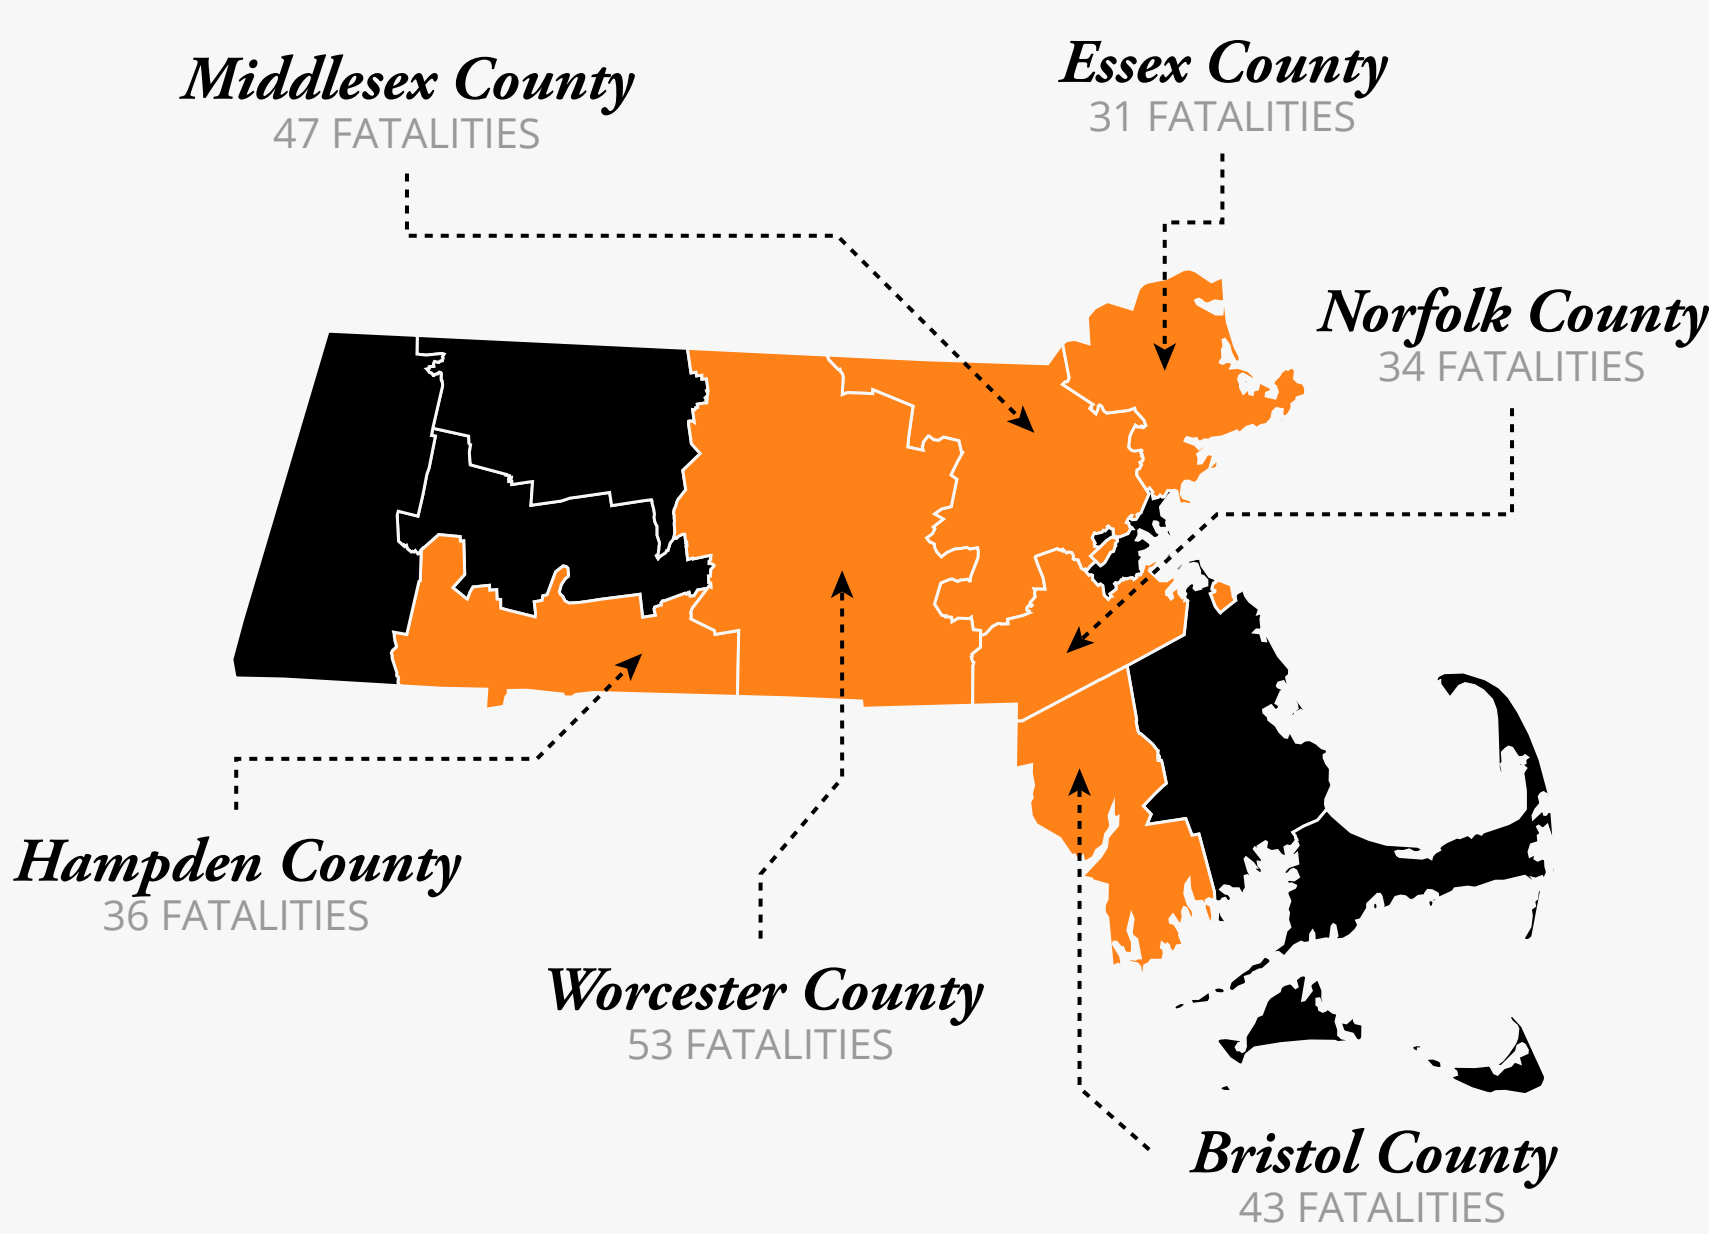 Middlesex County
47 FATALITIES
Essex County
31 FATALITIES
Norfolk County
34 FATALITIES
Hampden County
36 FATALITIES
Worcester County
53 FATALITIES
Bristol County
43 FATALITIES